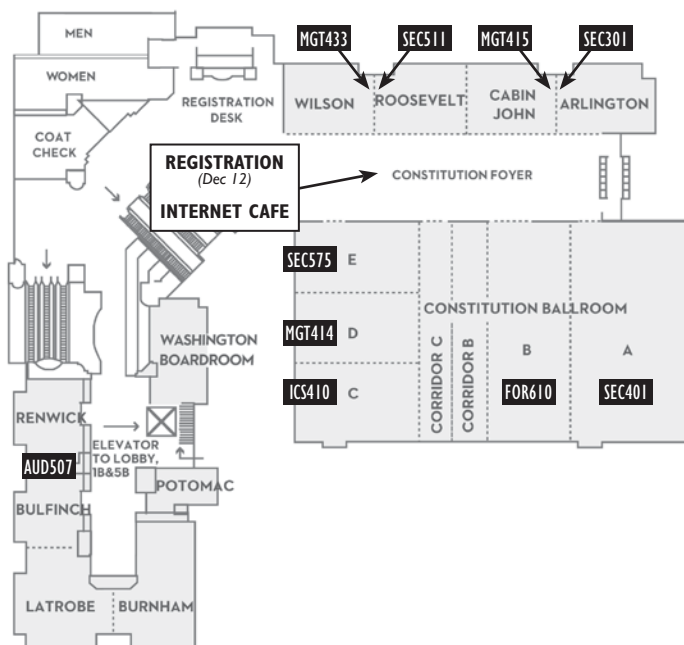 MEN
WOMEN
COAT
CHECK
REGISTRATION
DESK
MGT433
SEC511
MGT415
SEC301
WILSON
ROOSEVELT
CABIN
JOHN
ARLINGTON
REGISTRATION
(Dec 12)
INTERNET CAFE
CONSTITUTION FOYER
SEC575
E
MGT414
D
ICS410
C
CORRIDOR C
CORRIDOR B
CONSTITUTION BALLROOM
B
FOR610
A
SEC401
WASHINGTON
BOARDROOM
RENWICK
ELEVATOR
TO LOBBY,
1B&5B
AUD507
POTOMAC
BULFINCH
LATROBE
BURNHAM